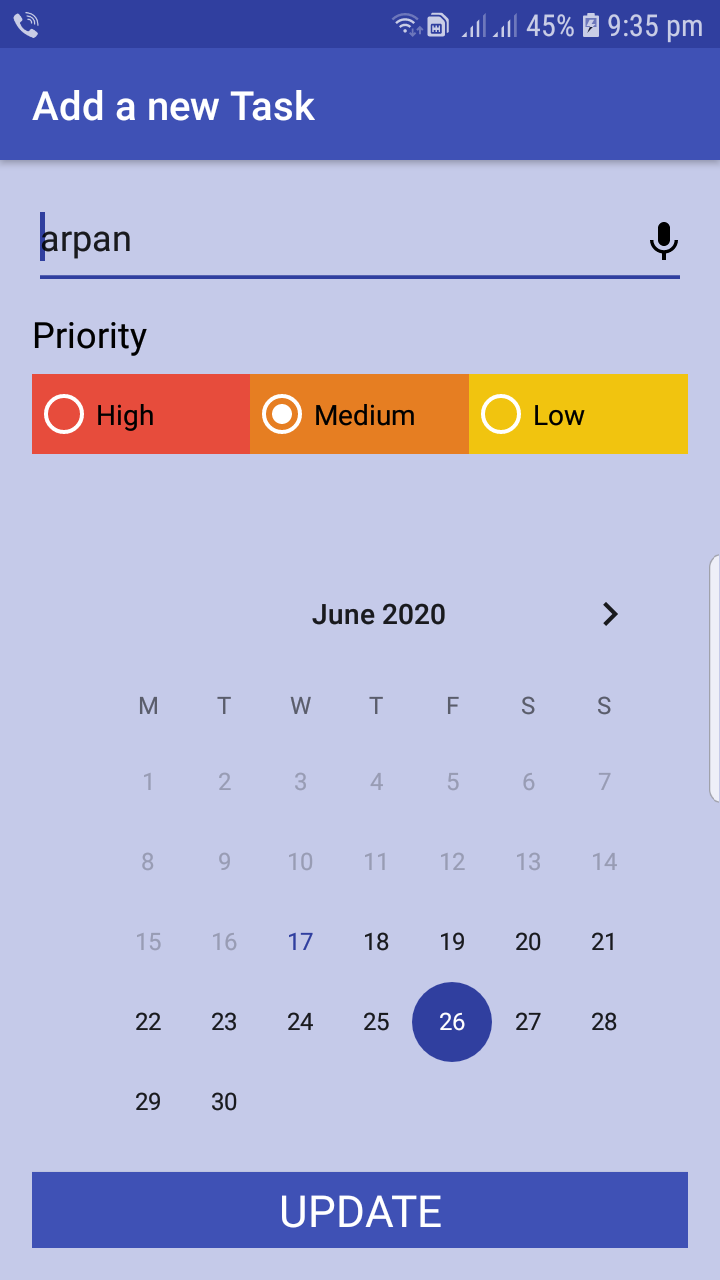 45% 9:35 pm
Add a new Task
arpan
Priority
High Medium Low
June 2020
M T W T F S S
1 2 3 4 5 6 7
8 9 10 11 12 13 14
15 16 17 18 19 20 21
22 23 24 25 26 27 28
29 30
UPDATE